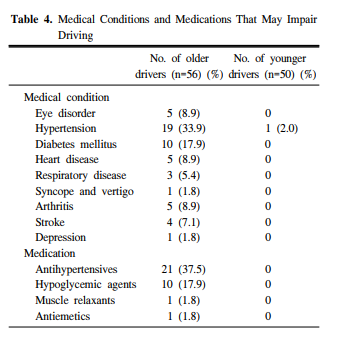 Table 4. Medical Conditions and Medications That May Impair
Driving
No. of older No. of younger
drivers (n=56) (%) drivers (n=50) (%)
Medical condition
Eye disorder 5 (8.9) 0
Hypertension 19 (33.9) 1 (2.0)
Diabetes mellitus 10 (17.9) 0
Heart disease 5 (8.9) 0
Respiratory disease 3 (5.4) 0
Syncope and vertigo 1 (1.8) 0
Arthritis 5 (8.9) 0
Stroke 4 (7.1) 0
Depression 1 (1.8) 0
Medication
Antihypertensives 21 (37.5) 0
Hypoglycemic agents 10 (17.9) 0
Muscle relaxants 1 (1.8) 0
Antiemetics 1 (1.8) 0